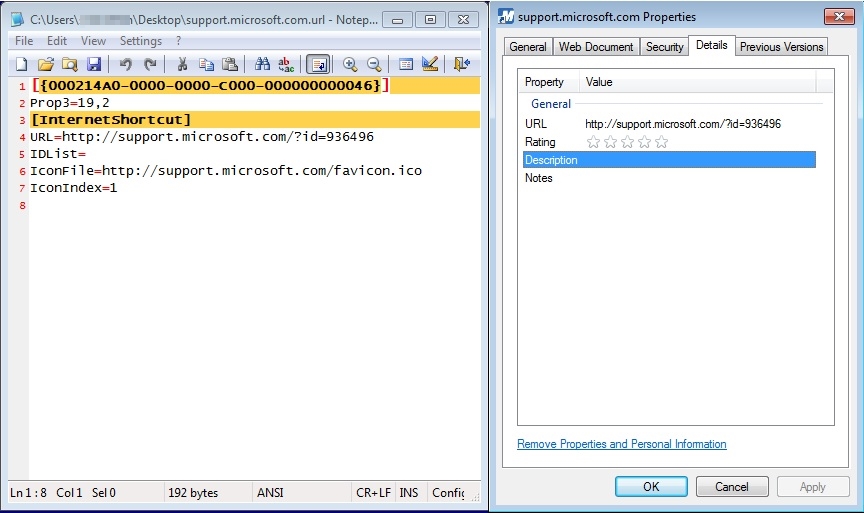 C:\Users\ \Desktop\support.microsoft.com.url - Notep...
File Edit View Settings ?
1 [{000214A0-0000-0000-C000-000000000046}]
2 Prop3=19,2
3 [InternetShortcut]
4 URL=http://support.microsoft.com/?id=936496
5 IDList=
6 IconFile=http://support.microsoft.com/favicon.ico
7 IconIndex=1
8
Ln 1 : 8 Col 1 Sel 0 192 bytes ANSI CR+LF INS Config
support.microsoft.com Properties
General Web Document Security Details Previous Versions
Property Value
General
URL http://support.microsoft.com/?id=936496
Rating
Description
Notes
Remove Properties and Personal Information
OK Cancel Apply